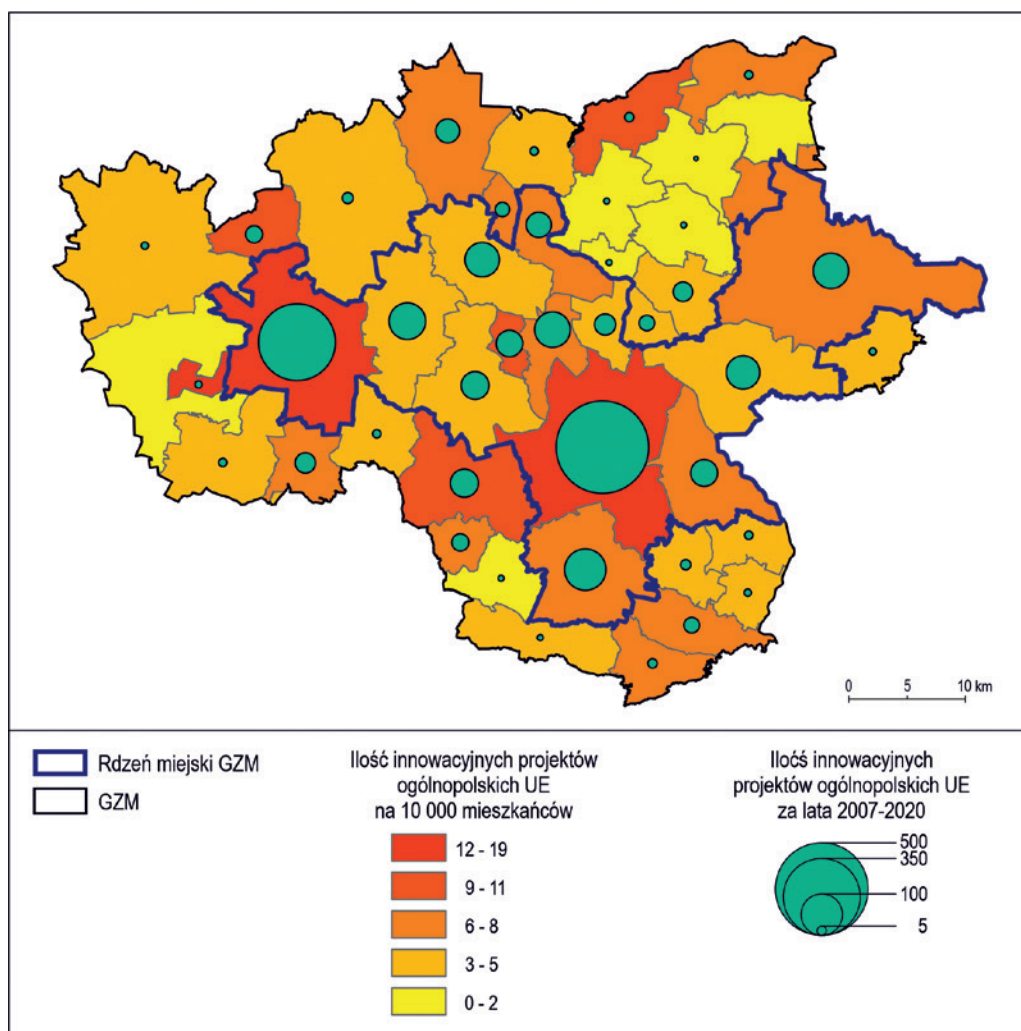 0 5 10 km
Rdzeń miejski GZM
GZM
Ilość innowacyjnych projektów
ogólnopolskich UE
na 10 000 mieszkańców
12 - 19
9 - 11
6 - 8
3 - 5
0 - 2
Iloćś innowacyjnych
projektów ogólnopolskich UE
za lata 2007-2020
500
350
100
5